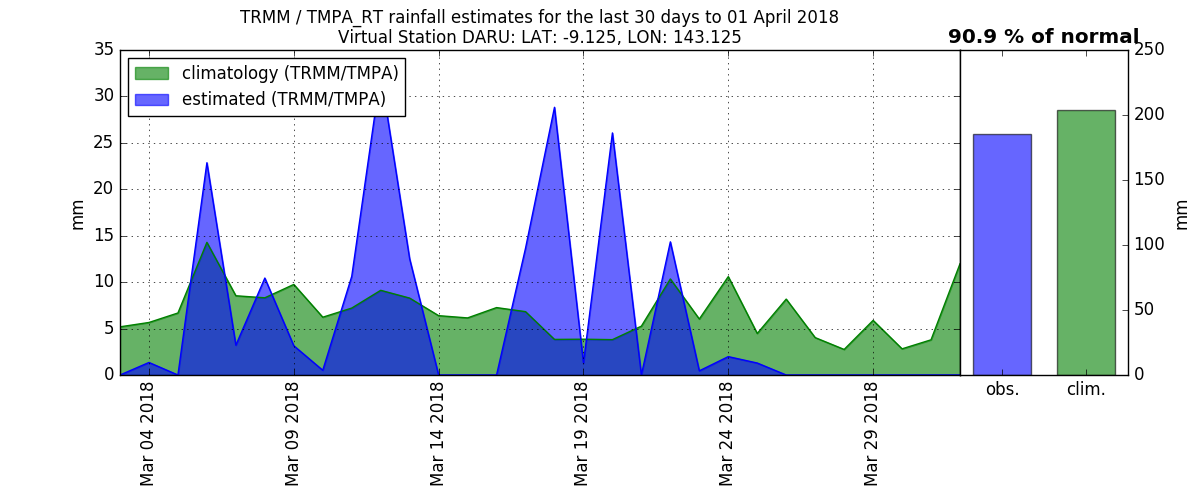 TRMM / TMPA_RT rainfall estimates for the last 30 days to 01 April 2018
Virtual Station DARU: LAT: -9.125, LON: 143.125
90.9 % of normal
climatology (TRMM/TMPA)
estimated (TRMM/TMPA)
35
30
25
20
15
10
5
0
mm
Mar 04 2018
Mar 09 2018
Mar 14 2018
Mar 19 2018
Mar 24 2018
Mar 29 2018
250
200
150
100
50
0
mm
obs.
clim.